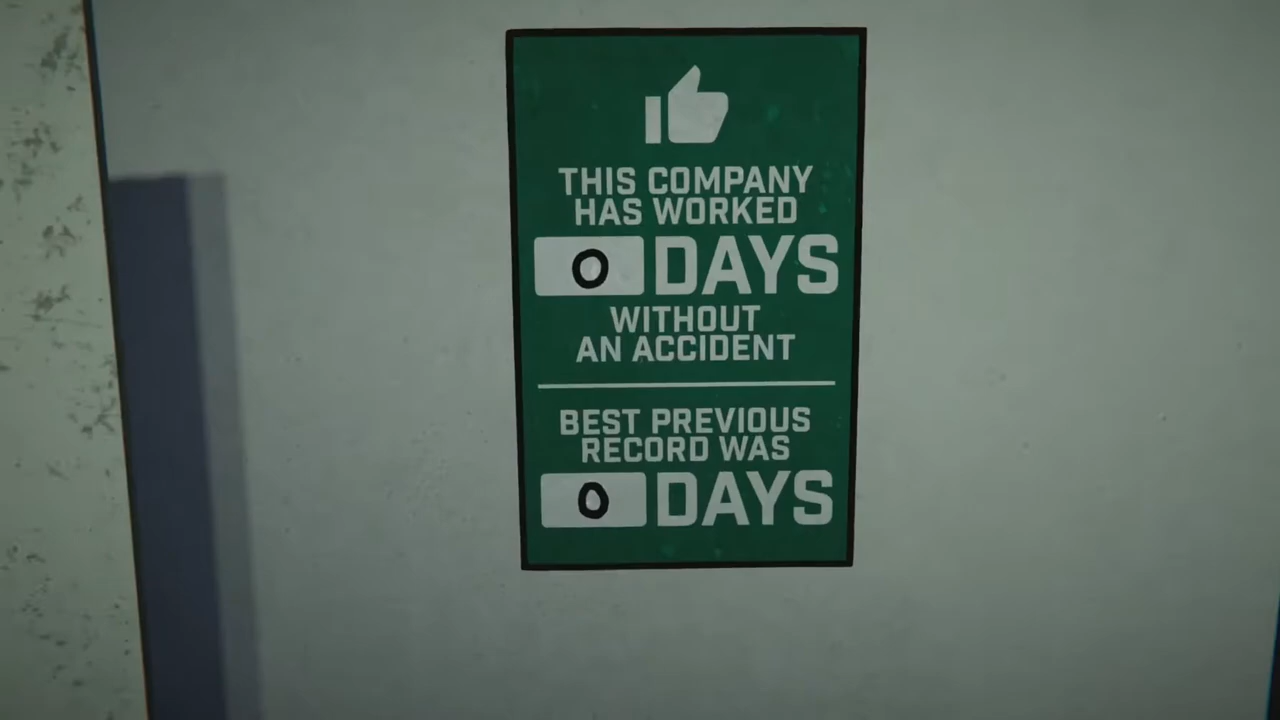 THIS COMPANY
HAS WORKED
0 DAYS
WITHOUT
AN ACCIDENT
BEST PREVIOUS
RECORD WAS
0 DAYS